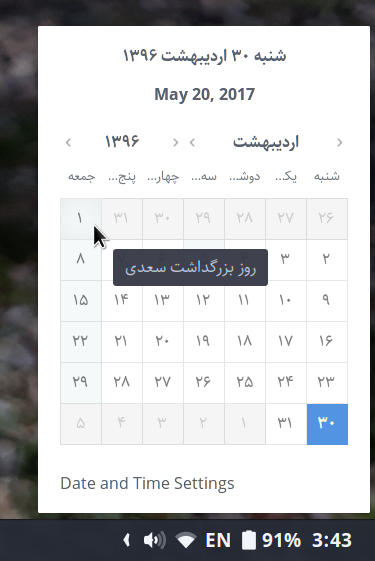 شنبه ۳۰ اردیبهشت ۱۳۹۶
May 20, 2017
اردیبهشت ۱۳۹۶
شنبه یک... دوش... سه... چهار... پنج... جمعه
۲۶ ۲۷ ۲۸ ۲۹ ۳۰ ۳۱ ۱
روز بزرگداشت سعدی
۲ ۳ ۸
۹ ۱۰ ۱۱ ۱۲ ۱۳ ۱۴ ۱۵
۱۶ ۱۷ ۱۸ ۱۹ ۲۰ ۲۱ ۲۲
۲۳ ۲۴ ۲۵ ۲۶ ۲۷ ۲۸ ۲۹
۳۰ ۳۱ ۱ ۲ ۳ ۴ ۵
Date and Time Settings
EN 91% 3:43